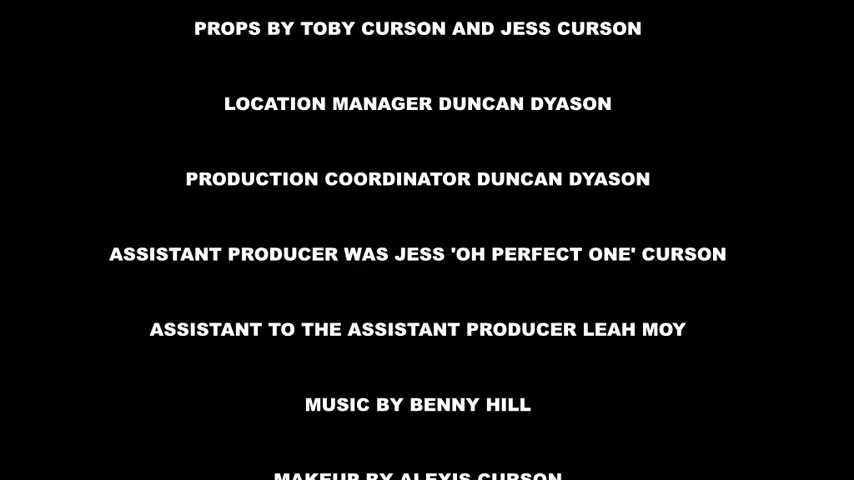 PROPS BY TOBY CURSON AND JESS CURSON
LOCATION MANAGER DUNCAN DYASON
PRODUCTION COORDINATOR DUNCAN DYASON
ASSISTANT PRODUCER WAS JESS 'OH PERFECT ONE' CURSON
ASSISTANT TO THE ASSISTANT PRODUCER LEAH MOY
MUSIC BY BENNY HILL
MAKEUP BY ALEXIS CURSON